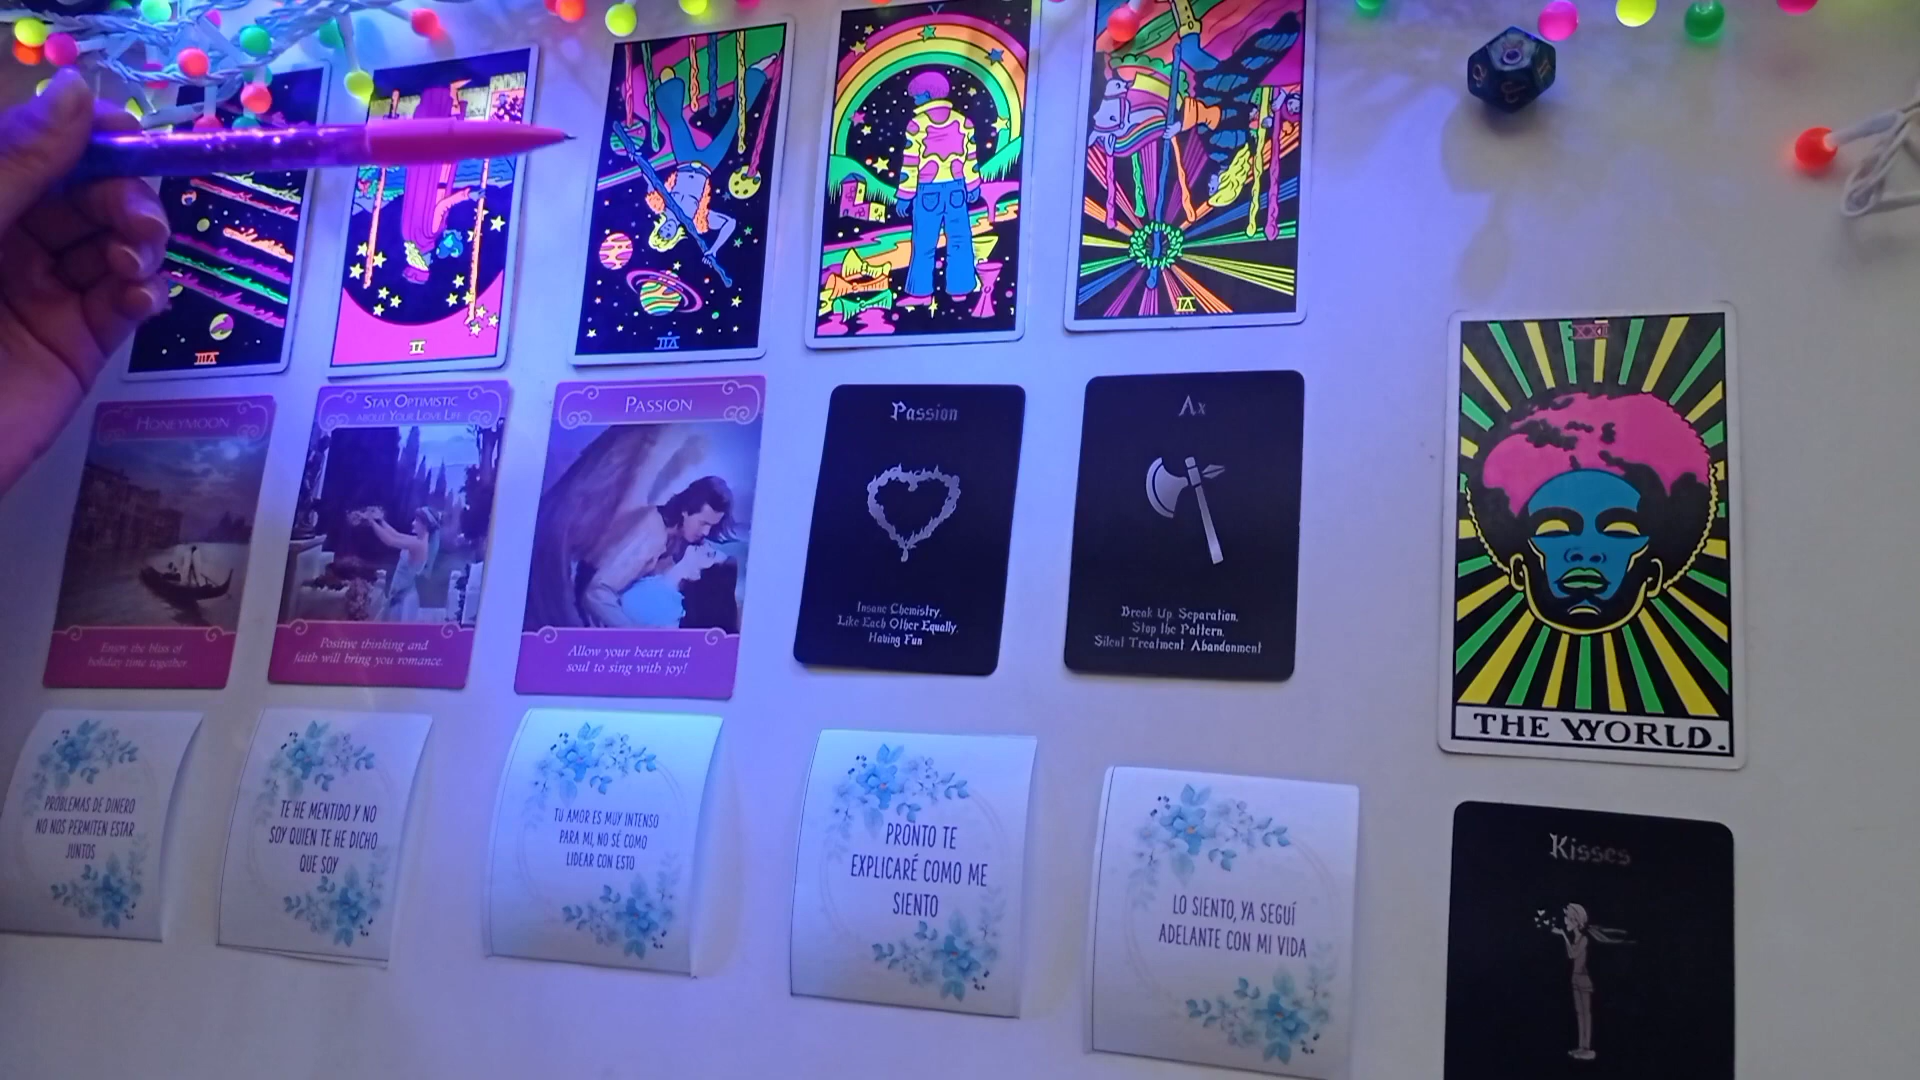 V
VIII
II
VII
IX
HONEYMOON
Enjoy the bliss of
holiday time together.
STAY OPTIMISTIC
ABOUT YOUR LOVE LIFE
Positive thinking and
faith will bring you romance.
PASSION
Allow your heart and
soul to sing with joy!
Passion
Insane Chemistry,
Like Each Other Equally,
Having Fun
Ax
Break Up Separation,
Stop the Pattern,
Silent Treatment Abandonment
XXI
THE WORLD.
PROBLEMAS DE DINERO
NO NOS PERMITEN ESTAR
JUNTOS
TE HE MENTIDO Y NO
SOY QUIEN TE HE DICHO
QUE SOY
TU AMOR ES MUY INTENSO
PARA MI, NO SÉ COMO
LIDEAR CON ESTO
PRONTO TE
EXPLICARÉ COMO ME
SIENTO
LO SIENTO, YA SEGUÍ
ADELANTE CON MI VIDA
Kisses